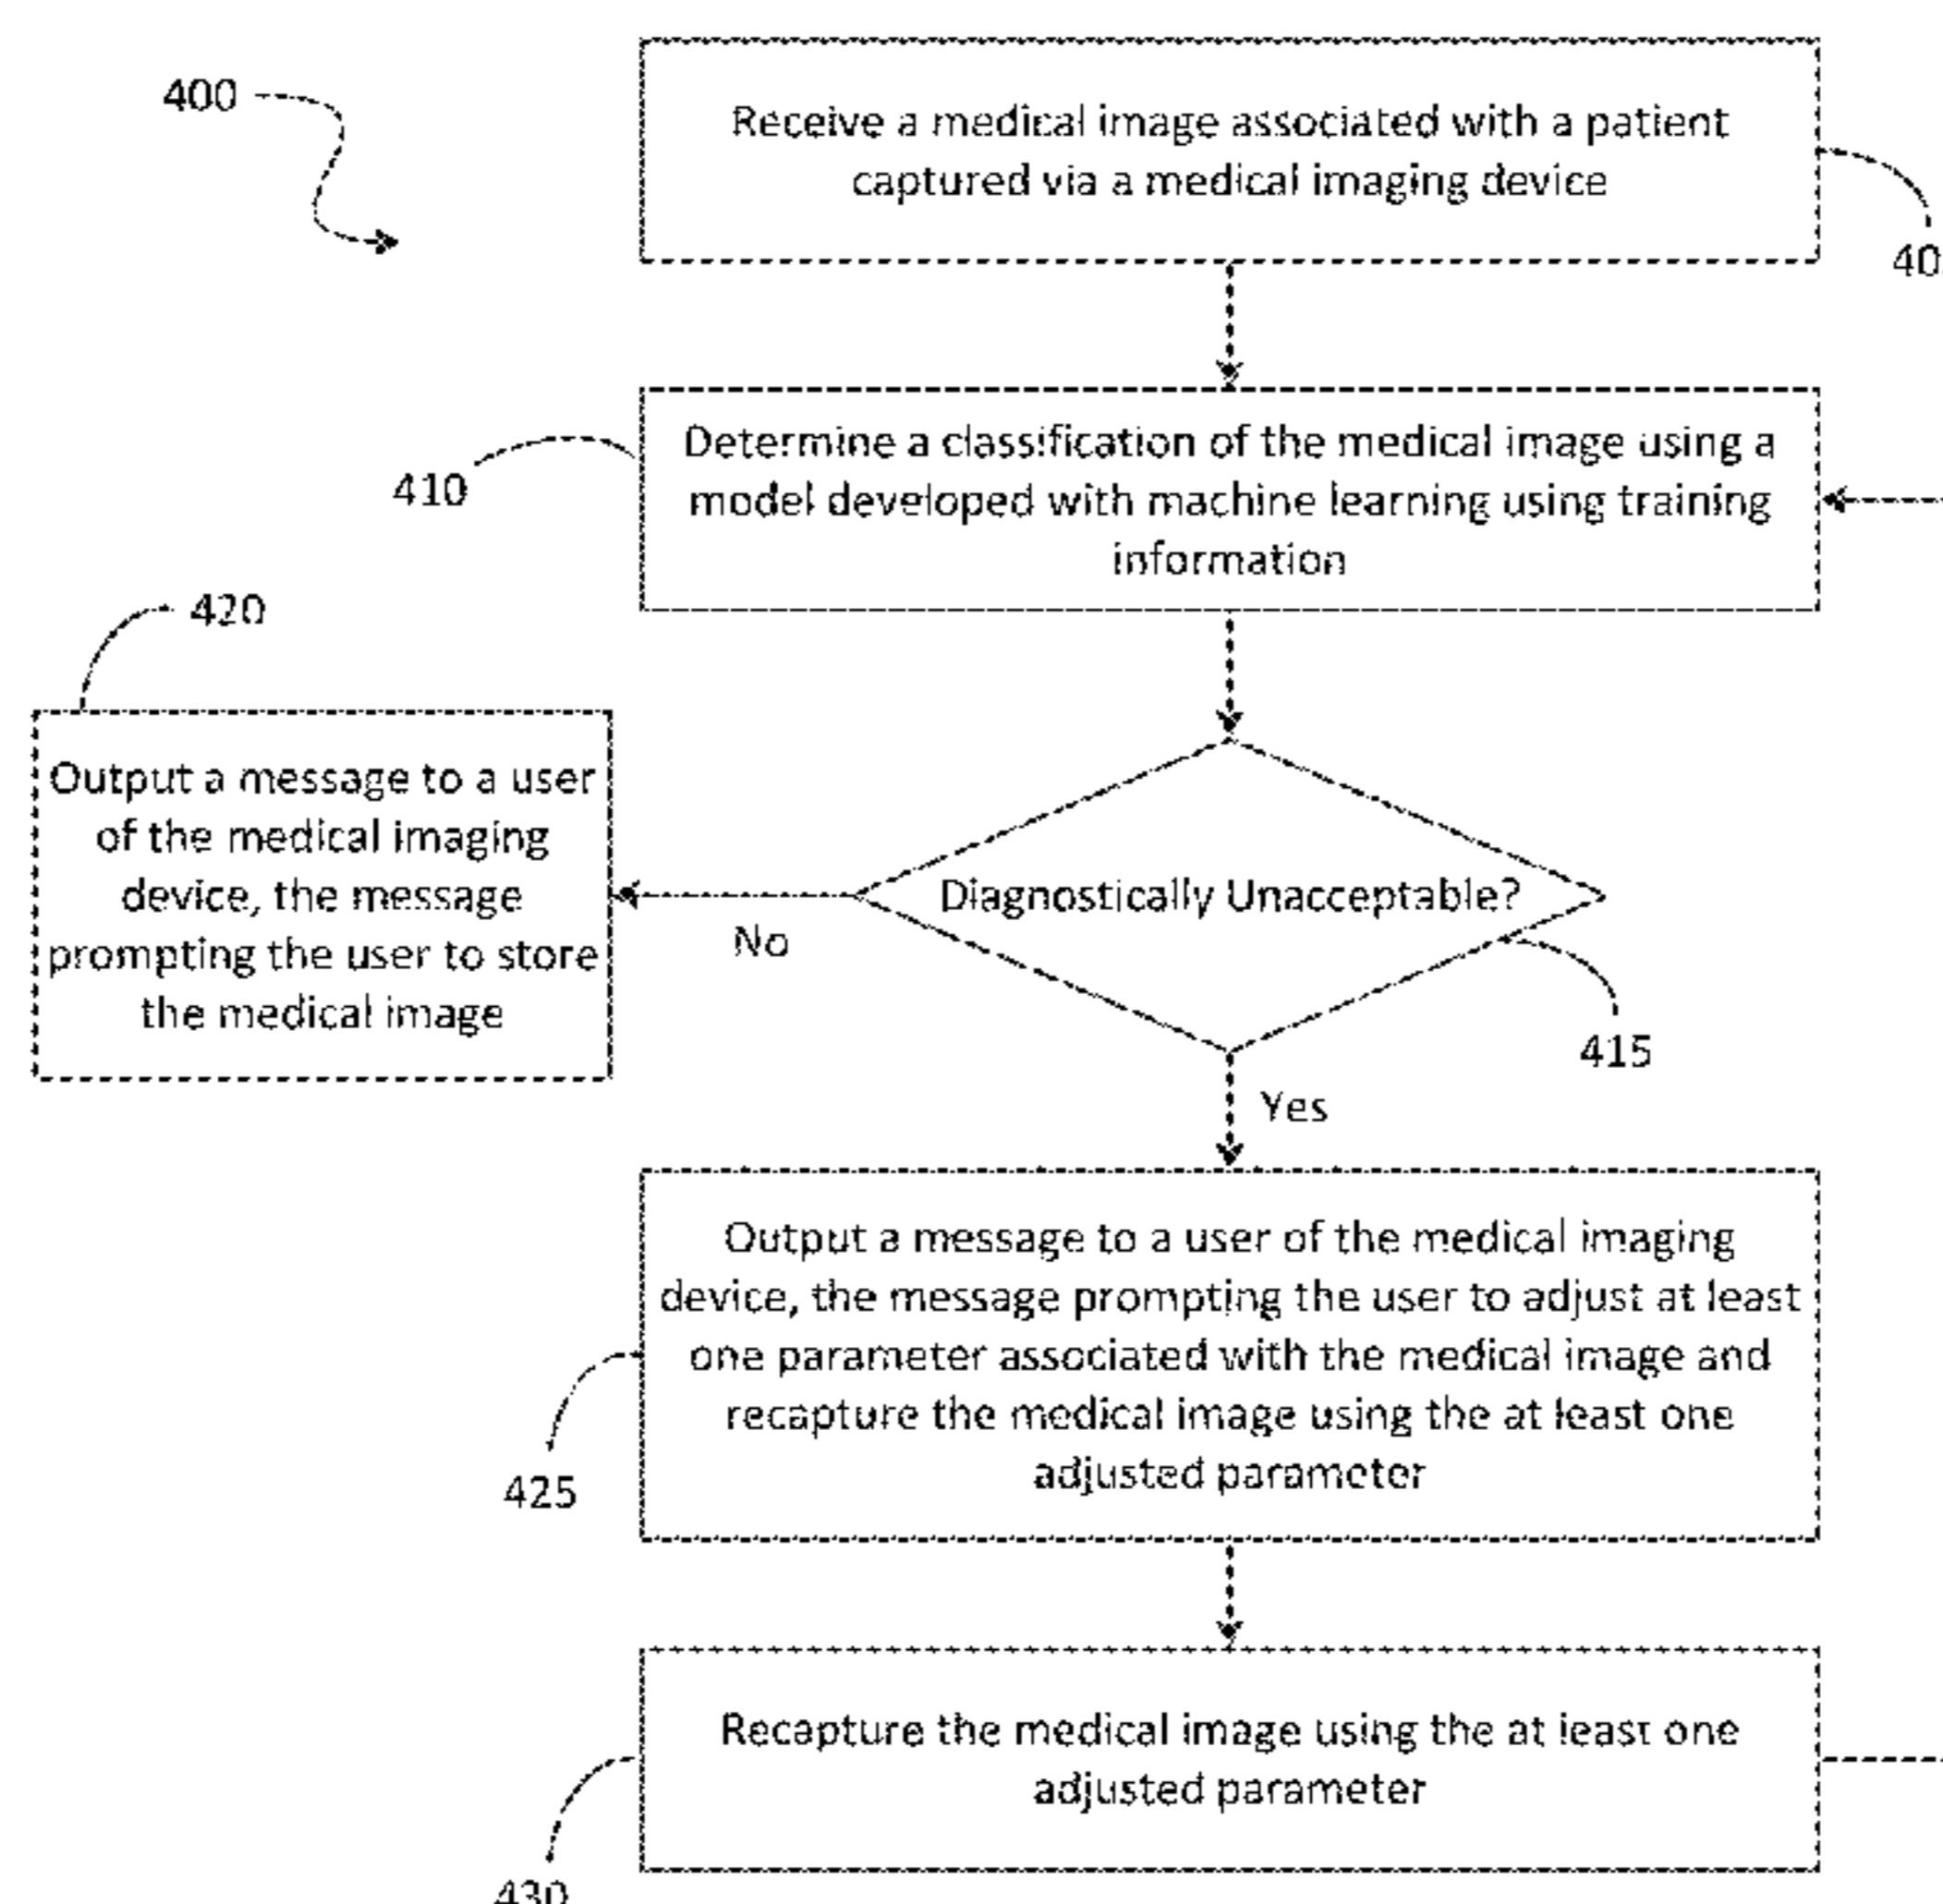 400
Receive a medical image associated with a patient
captured via a medical imaging device
40
Determine a classification of the medical image using a
model developed with machine learning using training
information
410
420
Output a message to a user
of the medical imaging
device, the message
prompting the user to store
the medical image
No
Diagnostically Unacceptable?
415
Yes
Output a message to a user of the medical imaging
device, the message prompting the user to adjust at least
one parameter associated with the medical image and
recapture the medical image using the at least one
adjusted parameter
425
Recapture the medical image using the at least one
adjusted parameter
430